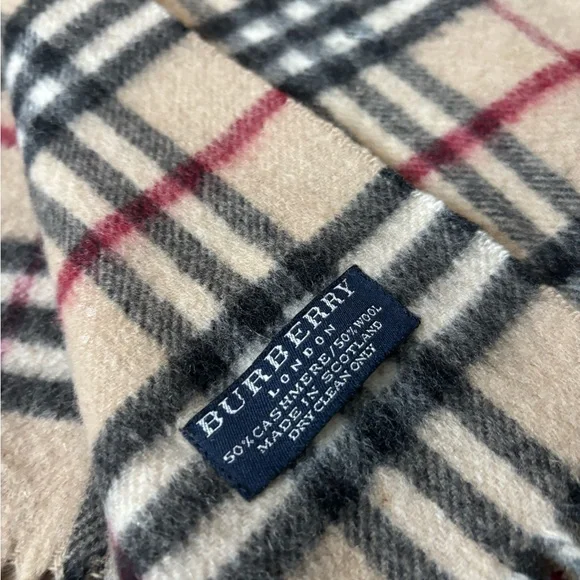 BURBERRY
LONDON
50% CASHMERE/50% WOOL
MADE IN SCOTLAND
DRY CLEAN ONLY